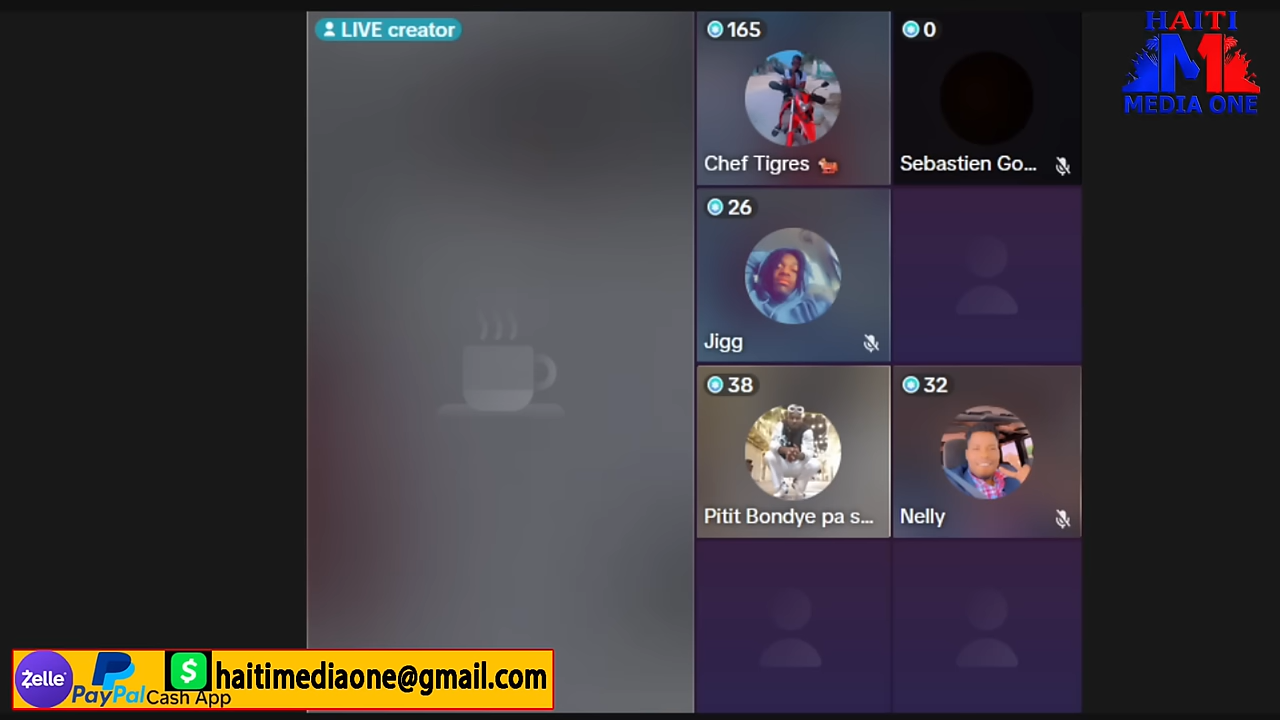 LIVE creator
165
Chef Tigres
0
Sebastien Go...
26
Jigg
38
Pitit Bondye pa s...
32
Nelly
HAITI
M
MEDIA ONE
Zelle
PayPal
$
Cash App
haitimediaone@gmail.com